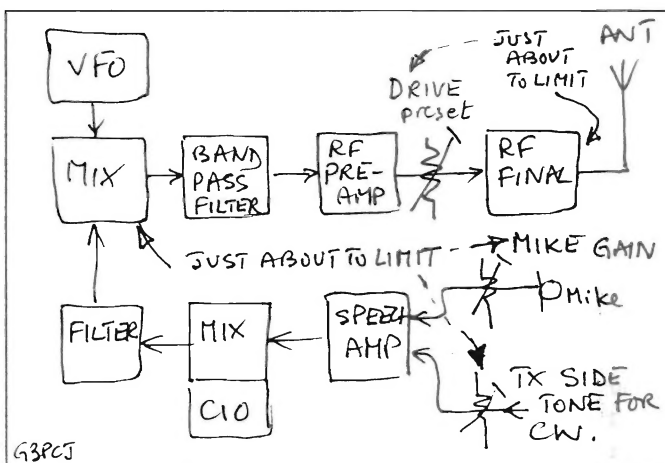 VFO
JUST
ABOUT
TO LIMIT
ANT
DRIVE
preset
MIX
BAND
PASS
FILTER
RF
PRE-
AMP
RF
FINAL
JUST ABOUT TO LIMIT
MIKE GAIN
Mike
FILTER
MIX
SPEECH
AMP
CIO
TX SIDE
TONE FOR
CW.
G3PCJ